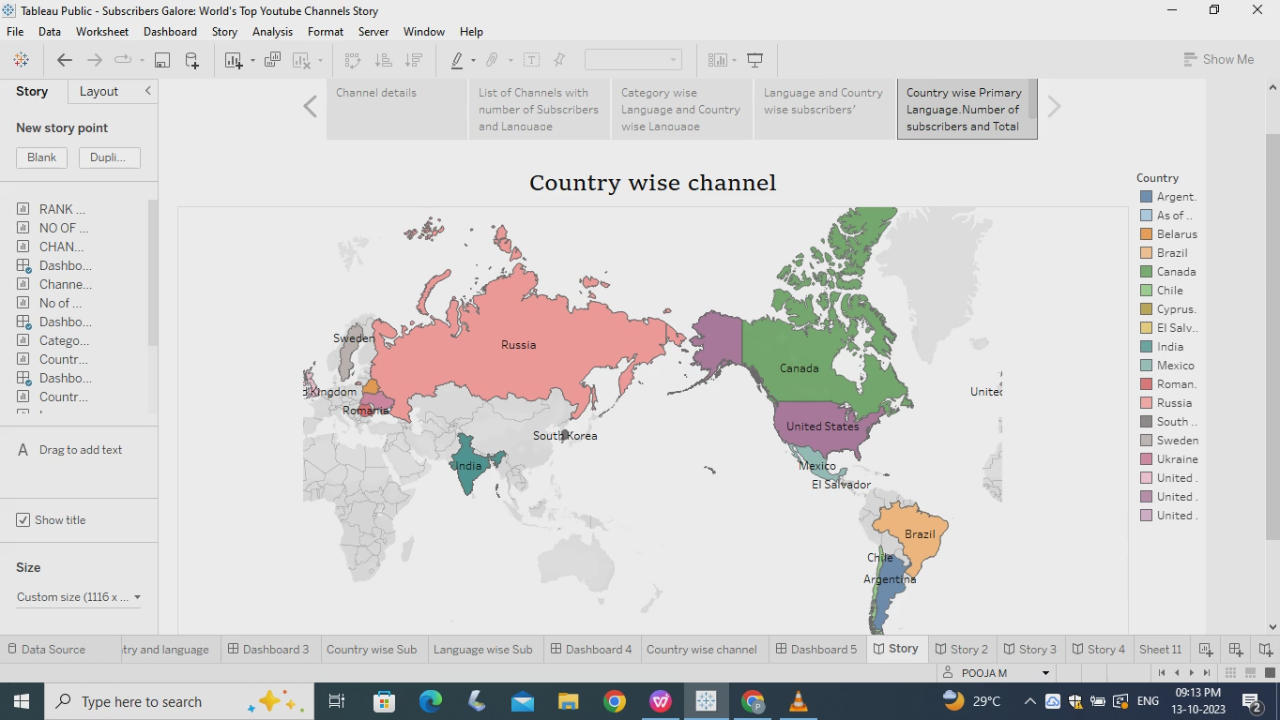 Tableau Public - Subscribers Galore: World's Top Youtube Channels Story
File Data Worksheet Dashboard Story Analysis Format Server Window Help
Show Me
Story Layout
New story point
Blank Dupli...
RANK ...
NO OF ...
CHAN...
Dashbo...
Channe...
No of ...
Dashbo...
Catego...
Countr...
Dashbo...
Countr...
A Drag to add text
Show title
Size
Custom size (1116 x ...
Channel details
List of Channels with
number of Subscribers
and Language
Category wise
Language and Country
wise Language
Language and Country
wise subscribers'
Country wise Primary
Language.Number of
subscribers and Total
Country wise channel
Sweden
Russia
d Kingdom
Romania
South Korea
India
Canada
United States
Mexico
El Salvador
Brazil
Chile
Argentina
Unitec
Country
Argent.
As of ..
Belarus
Brazil
Canada
Chile
Cyprus.
El Salv..
India
Mexico
Roman.
Russia
South ..
Sweden
Ukraine
United .
United .
United .
Data Source try and language Dashboard 3 Country wise Sub Language wise Sub Dashboard 4 Country wise channel Dashboard 5 Story Story 2 Story 3 Story 4 Sheet 11
POOJA M
Type here to search
29°C
ENG
09:13 PM
13-10-2023
2